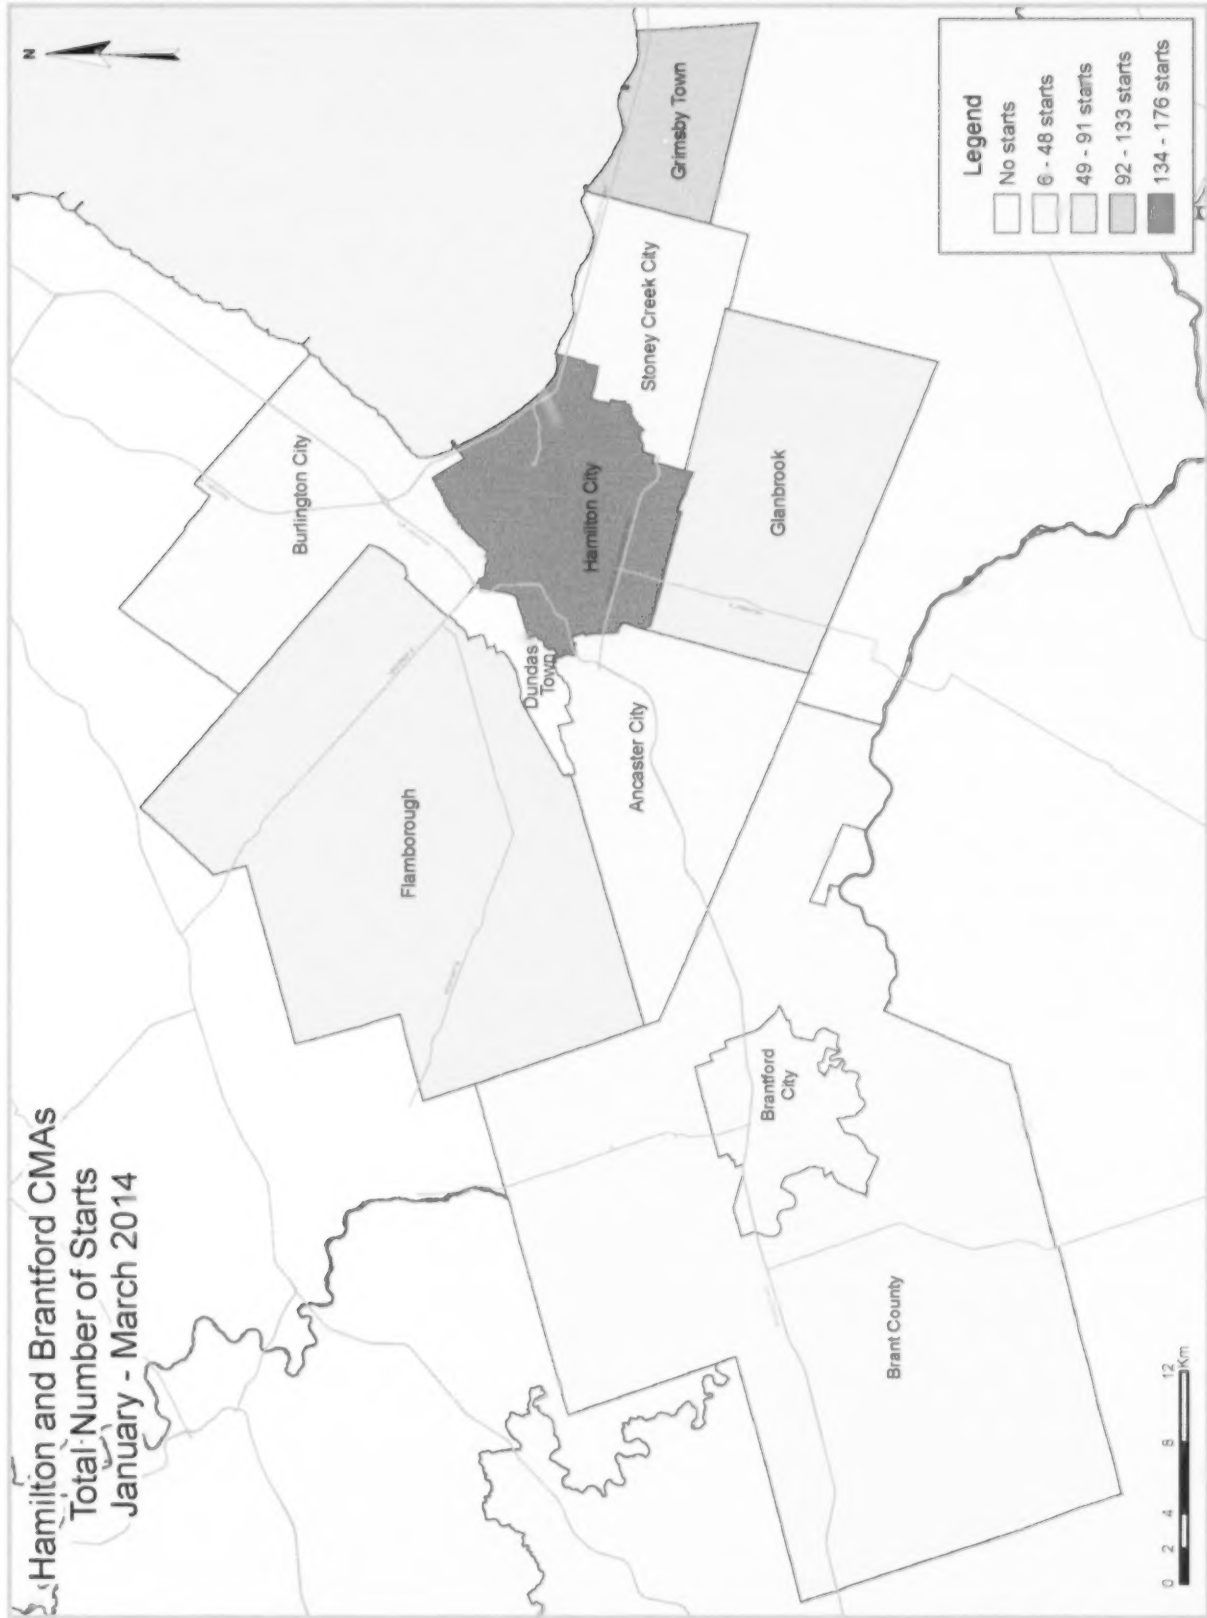 Hamilton and Brantford CMAs
Total Number of Starts
January - March 2014
N
Burlington City
Flamborough
Dundas
Town
Hamilton City
Grimsby Town
Stoney Creek City
Ancaster City
Glanbrook
Brantford
City
Brant County
Legend
No starts
6 - 48 starts
49 - 91 starts
92 - 133 starts
134 - 176 starts
0 2 4 8 12
Km